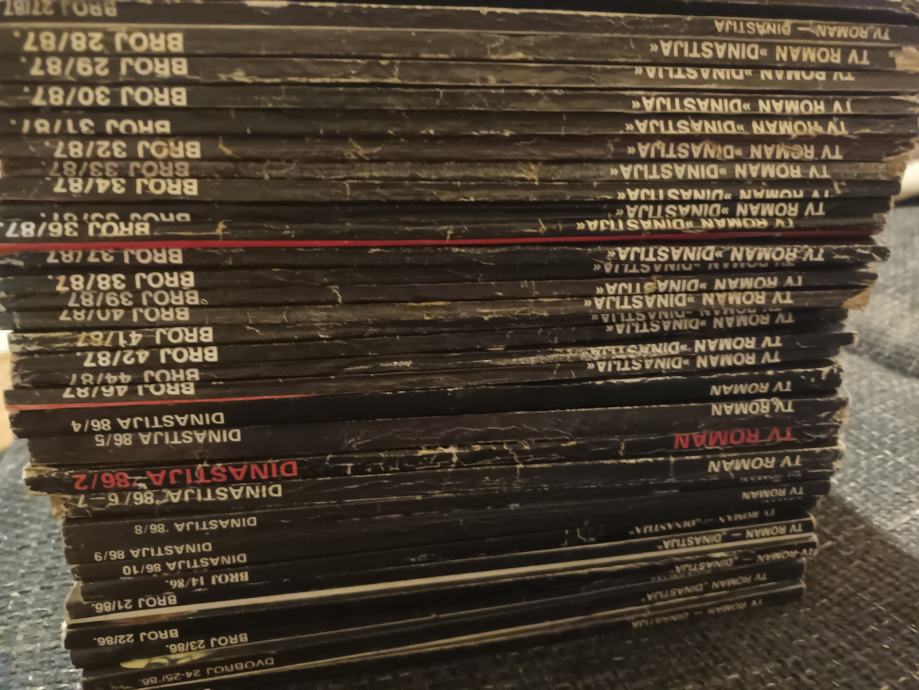 TV ROMAN — DINASTIJA DVOBROJ 24-25/'86.
TV ROMAN „DINASTIJA BROJ 23/86.
TV ROMAN DINASTIJA BROJ 22/86.
TV ROMAN — „DINASTIJA" BROJ 21/86.
TV ROMAN — „DINASTIJA" BROJ 14/86.
DINASTIJA 86/10
DINASTIJA 86/9
TV ROMAN DINASTIJA '86/8
TV ROMAN DINASTIJA '86/6–7
TV ROMAN DINASTIJA '86/2
TV ROMAN DINASTIJA 86/5
TV ROMAN DINASTIJA 86/4
TV ROMAN »DINASTIJA« BROJ 46/87
TV ROMAN »DINASTIJA« BROJ 44/87
TV ROMAN »DINASTIJA« BROJ 42/87.
TV ROMAN »DINASTIJA« BROJ 41/87
TV ROMAN »DINASTIJA« BROJ 40/87
TV ROMAN »DINASTIJA« BROJ 39/87
TV ROMAN »DINASTIJA« BROJ 38/87.
TV ROMAN »DINASTIJA« BROJ 37/87
TV ROMAN »DINASTIJA« BROJ 36/87.
TV ROMAN »DINASTIJA« BROJ 35/87.
TV ROMAN »DINASTIJA« BROJ 34/87.
TV ROMAN »DINASTIJA« BROJ 33/87.
TV ROMAN »DINASTIJA« BROJ 32/87.
TV ROMAN »DINASTIJA« BROJ 31/87
TV ROMAN »DINASTIJA« BROJ 30/87.
TV ROMAN »DINASTIJA« BROJ 29/87.
TV ROMAN »DINASTIJA« BROJ 28/87.
TV ROMAN — DINASTIJA BROJ 27/87